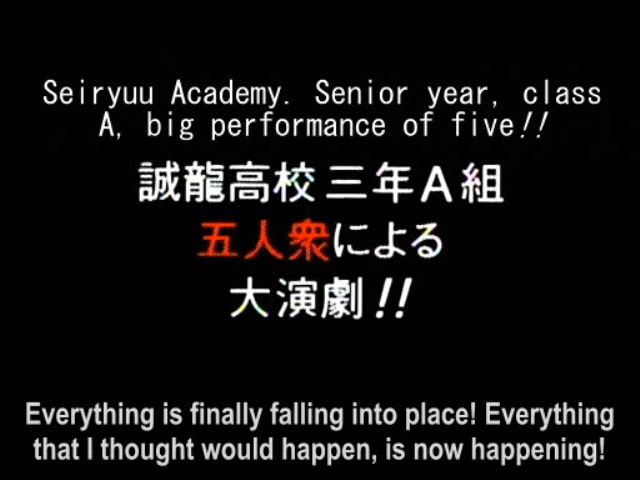 Seiryuu Academy. Senior year, class
A, big performance of five!!
誠龍高校三年A組
五人衆による
大演劇!!
Everything is finally falling into place! Everything
that I thought would happen, is now happening!